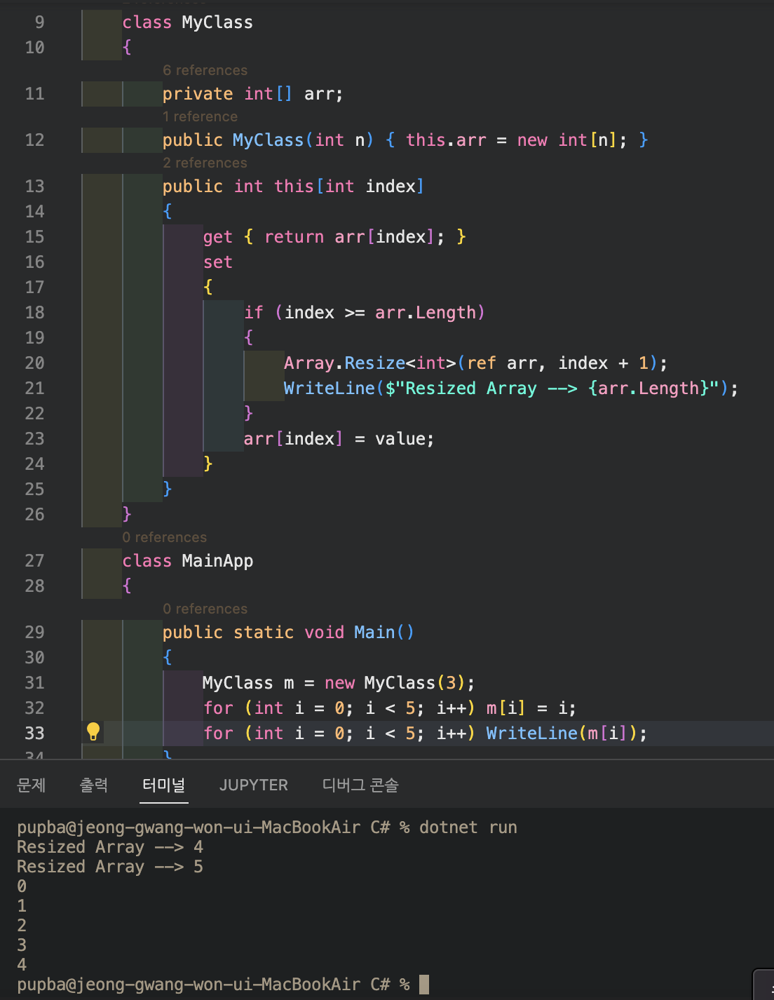 9 class MyClass
10 {
6 references
11 private int[] arr;
1 reference
12 public MyClass(int n) { this.arr = new int[n]; }
2 references
13 public int this[int index]
14 {
15 get { return arr[index]; }
16 set
17 {
18 if (index >= arr.Length)
19 {
20 Array.Resize<int>(ref arr, index + 1);
21 WriteLine($"Resized Array --> {arr.Length}");
22 }
23 arr[index] = value;
24 }
25 }
26 }
0 references
27 class MainApp
28 {
0 references
29 public static void Main()
30 {
31 MyClass m = new MyClass(3);
32 for (int i = 0; i < 5; i++) m[i] = i;
33 for (int i = 0; i < 5; i++) WriteLine(m[i]);
34 }
문제 출력 터미널 JUPYTER 디버그 콘솔
pupba@jeong-gwang-won-ui-MacBookAir C# % dotnet run
Resized Array --> 4
Resized Array --> 5
0
1
2
3
4
pupba@jeong-gwang-won-ui-MacBookAir C# %